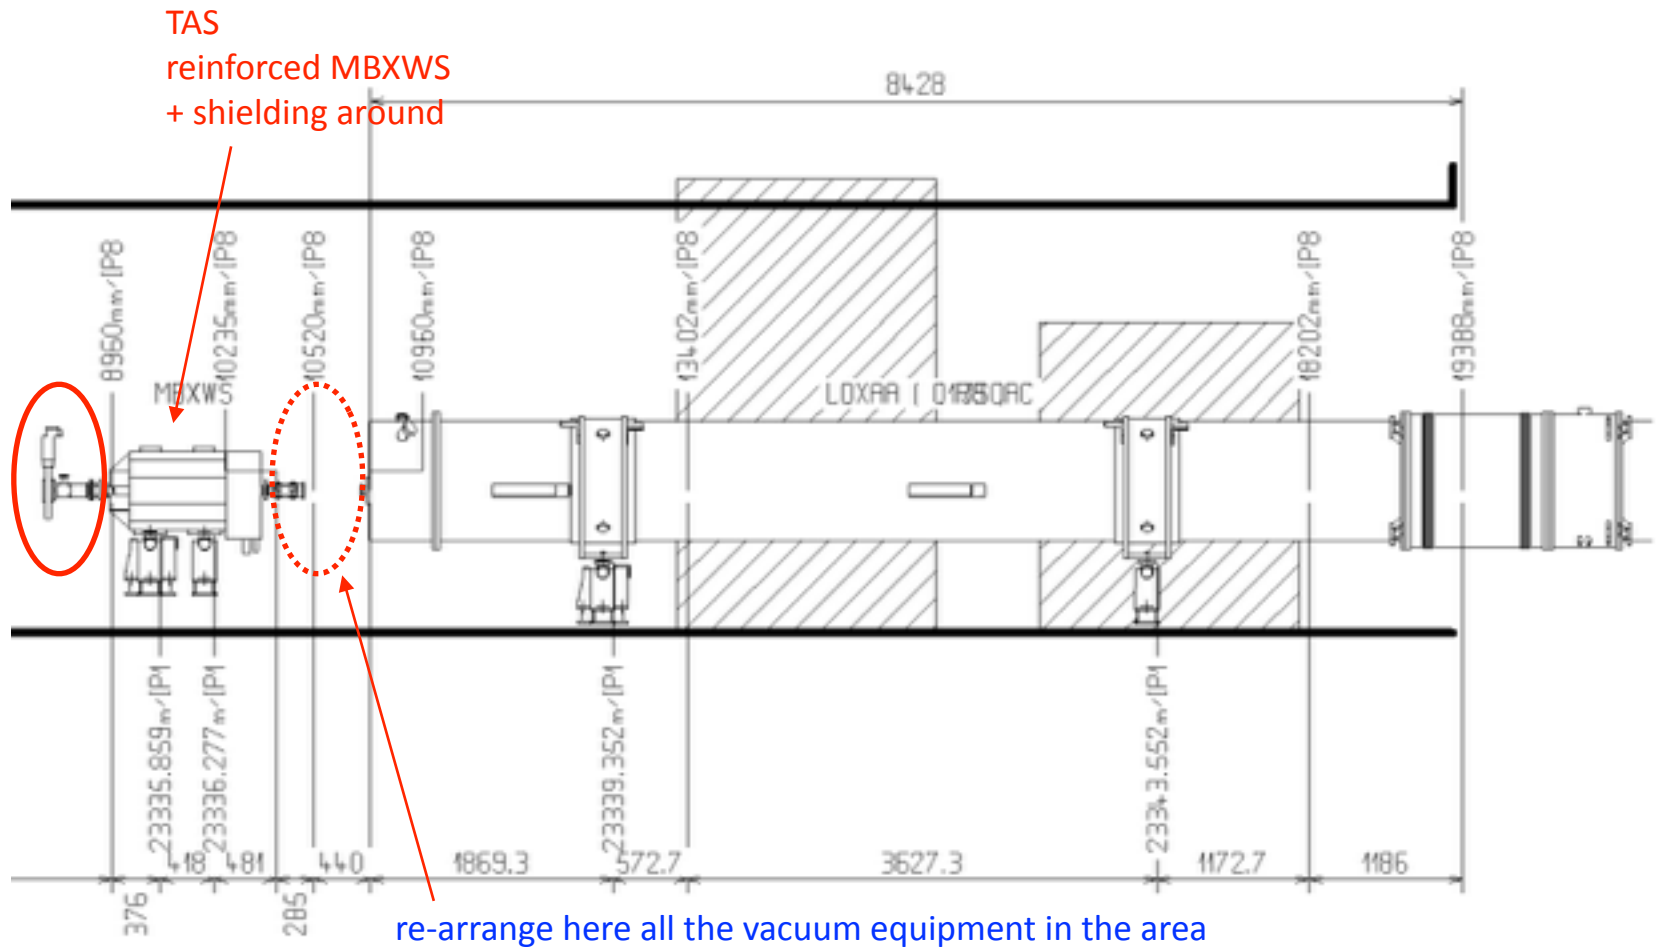 TAS
reinforced MBXWS
+ shielding around
8428
8960mm/IP8
10235mm/IP8
10520mm/IP8
10960mm/IP8
13402mm/IP8
18202mm/IP8
19388mm/IP8
MBXWS
LQXAA (
23335.859m/IP1
23336.277m/IP1
23339.352m/IP1
23343.552m/IP1
376
418
481
285
440
1869.3
572.7
3627.3
1172.7
1186
re-arrange here all the vacuum equipment in the area